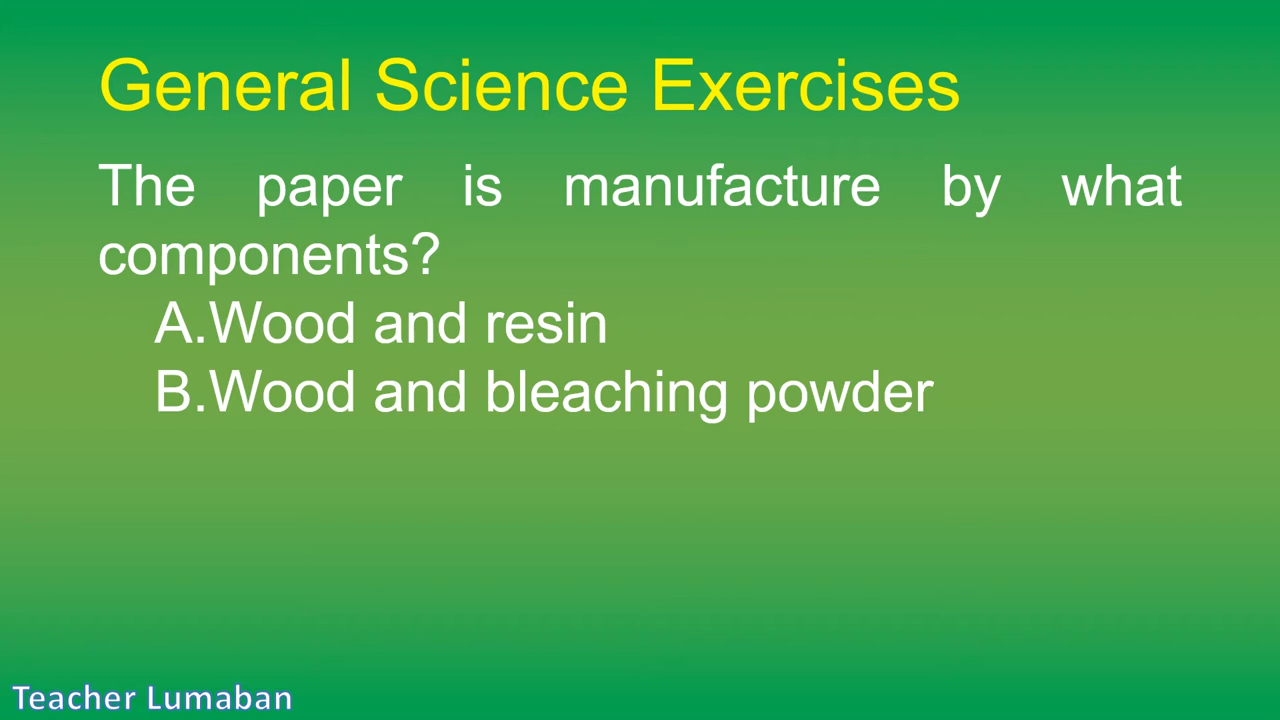 General Science Exercises
The paper is manufacture by what
components?
A.Wood and resin
B.Wood and bleaching powder
Teacher Lumaban